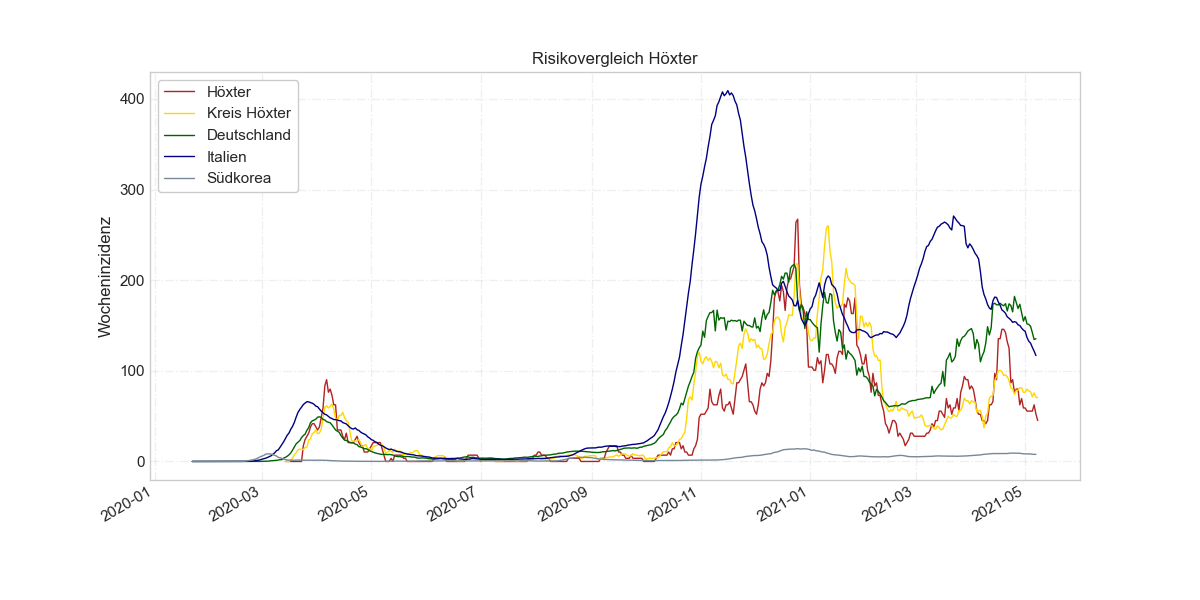 Risikovergleich Höxter
Höxter
Kreis Höxter
Deutschland
Italien
Südkorea
Wocheninzidenz
400
300
200
100
0
2020-01
2020-03
2020-05
2020-07
2020-09
2020-11
2021-01
2021-03
2021-05